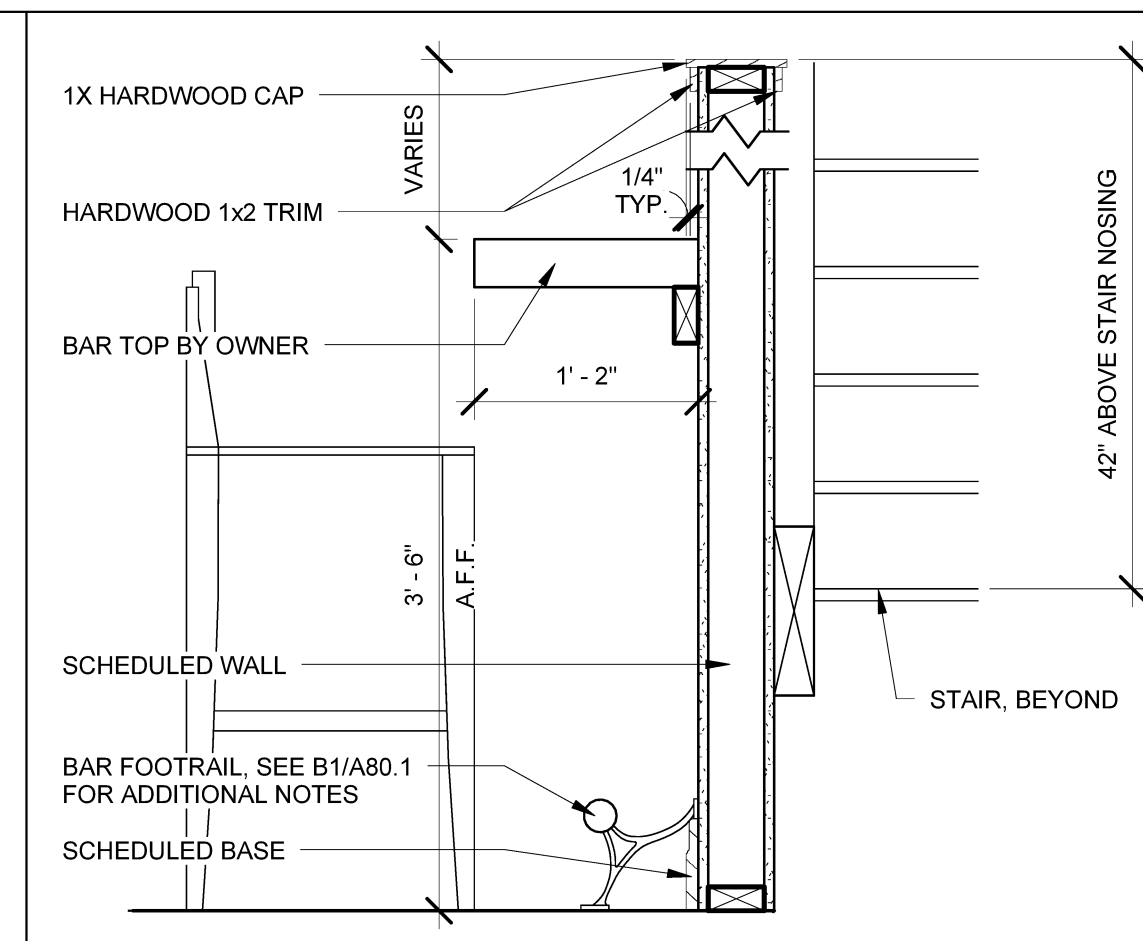 1X HARDWOOD CAP
VARIES
HARDWOOD 1x2 TRIM
1/4"
TYP.
BAR TOP BY OWNER
1' - 2"
42" ABOVE STAIR NOSING
3' - 6"
A.F.F.
SCHEDULED WALL
STAIR, BEYOND
BAR FOOTRAIL, SEE B1/A80.1
FOR ADDITIONAL NOTES
SCHEDULED BASE